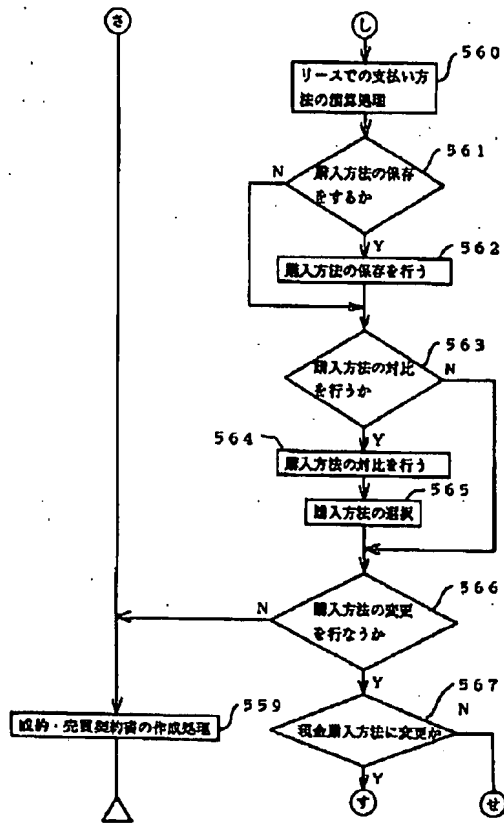 さ
し
560
リースでの支払い方
法の演算処理
561
購入方法の保存
をするか
N
Y
562
購入方法の保存を行う
563
購入方法の対比
を行うか
N
Y
564
購入方法の対比を行う
565
購入方法の選択
566
購入方法の変更
を行なうか
N
Y
567
現金購入方法に変更か
N
Y
559
成約・売買契約書の作成処理
す
せ